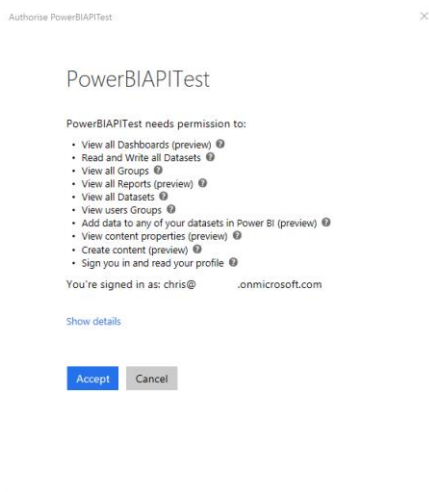 Authorise PowerBIAPITest
PowerBIAPITest
PowerBIAPITest needs permission to:
• View all Dashboards (preview) ?
• Read and Write all Datasets ?
• View all Groups ?
• View all Reports (preview) ?
• View all Datasets ?
• View users Groups ?
• Add data to any of your datasets in Power BI (preview) ?
• View content properties (preview) ?
• Create content (preview) ?
• Sign you in and read your profile ?
You're signed in as: chris@ .onmicrosoft.com
Show details
Accept Cancel